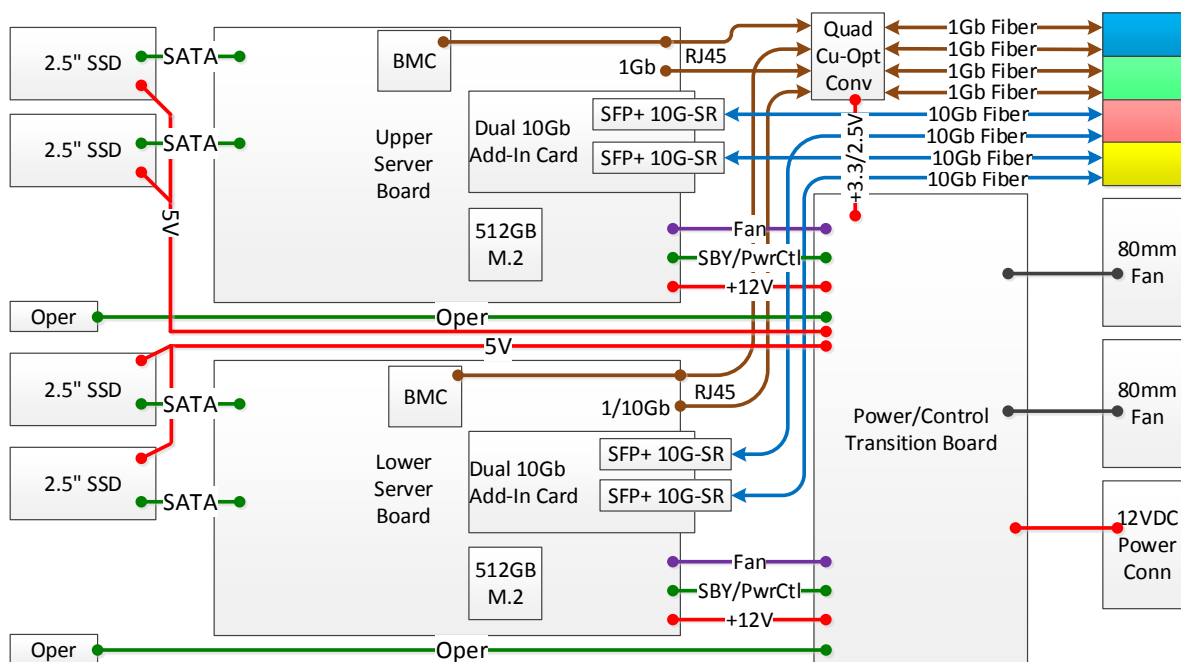 2.5" SSD
SATA
2.5" SSD
SATA
5V
BMC
RJ45
1Gb
Upper
Server
Board
Dual 10Gb
Add-In Card
SFP+ 10G-SR
SFP+ 10G-SR
512GB
M.2
Quad
Cu-Opt
Conv
1Gb Fiber
1Gb Fiber
1Gb Fiber
1Gb Fiber
10Gb Fiber
10Gb Fiber
10Gb Fiber
10Gb Fiber
+3.3/2.5V
Fan
SBY/PwrCtl
+12V
80mm
Fan
Oper
Oper
5V
2.5" SSD
SATA
2.5" SSD
SATA
BMC
RJ45
1/10Gb
Lower
Server
Board
Dual 10Gb
Add-In Card
SFP+ 10G-SR
SFP+ 10G-SR
512GB
M.2
Power/Control
Transition Board
80mm
Fan
12VDC
Power
Conn
Fan
SBY/PwrCtl
+12V
Oper
Oper